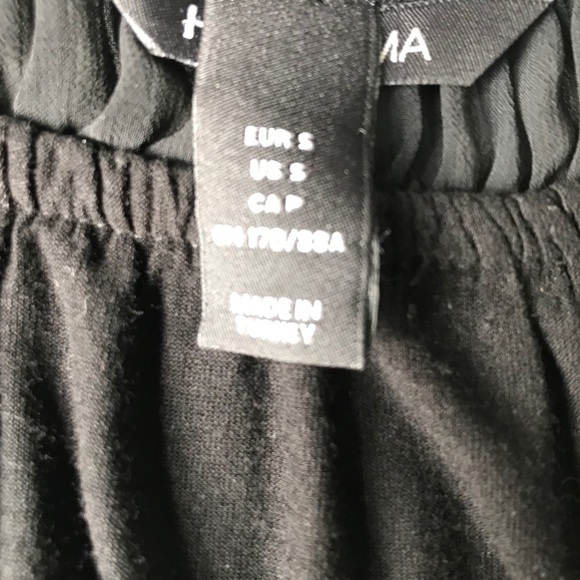 H MA
EUR S
US S
CA P
CN 170/88A
MADE IN
TURKEY